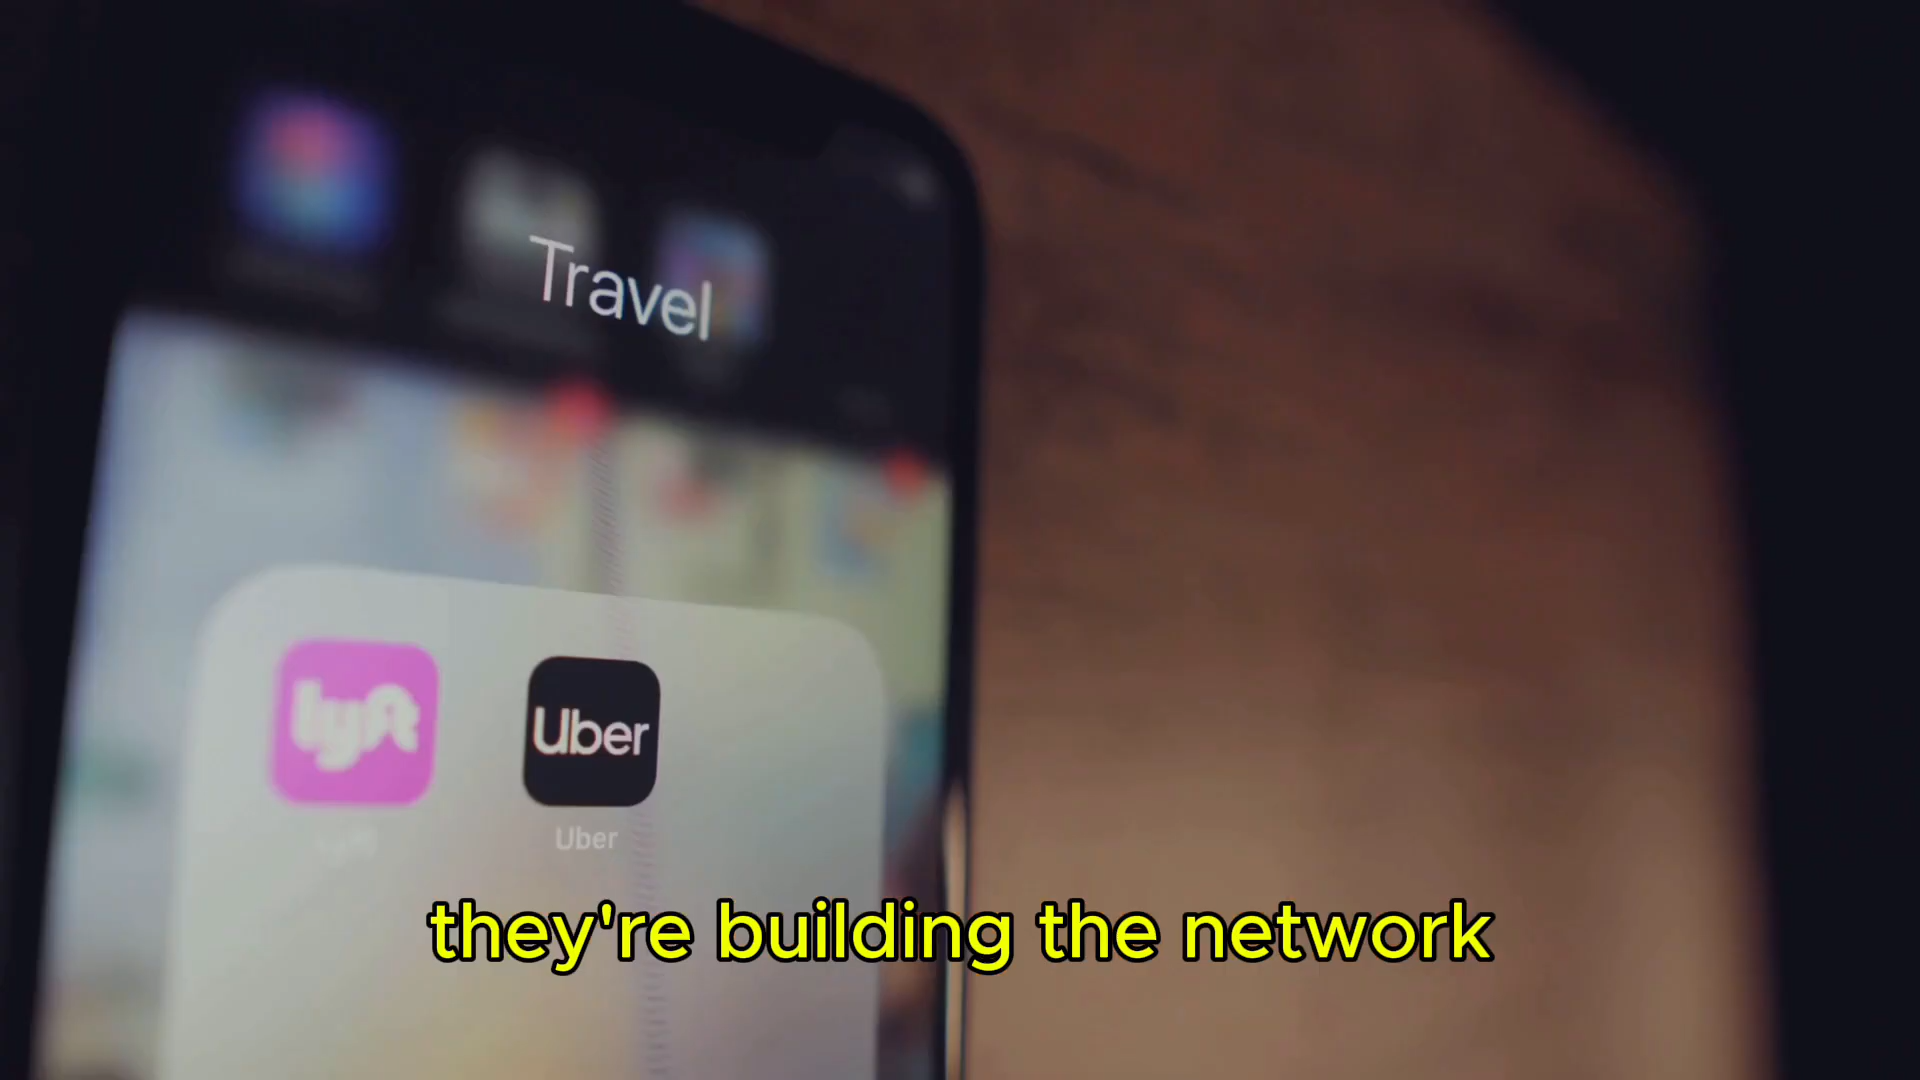 Travel
lyft
Uber
Uber
they're building the network